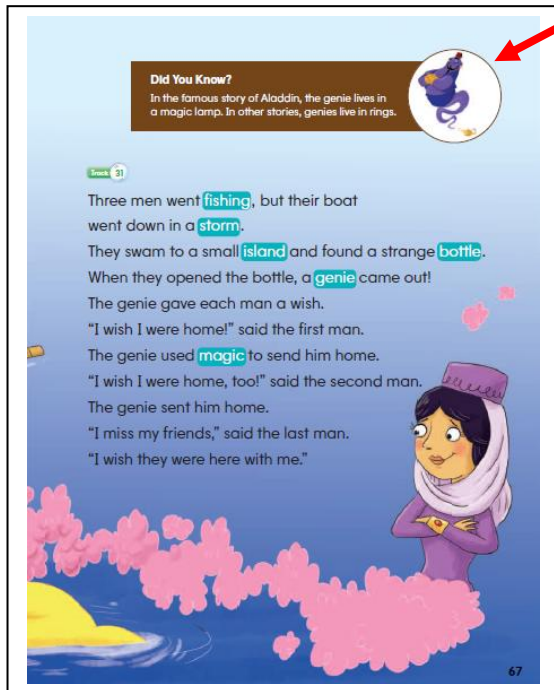 Did You Know?
In the famous story of Aladdin, the genie lives in
a magic lamp. In other stories, genies live in rings.
Track 31
Three men went fishing, but their boat
went down in a storm.
They swam to a small island and found a strange bottle.
When they opened the bottle, a genie came out!
The genie gave each man a wish.
“I wish I were home!” said the first man.
The genie used magic to send him home.
“I wish I were home, too!” said the second man.
The genie sent him home.
“I miss my friends,” said the last man.
“I wish they were here with me.”
67